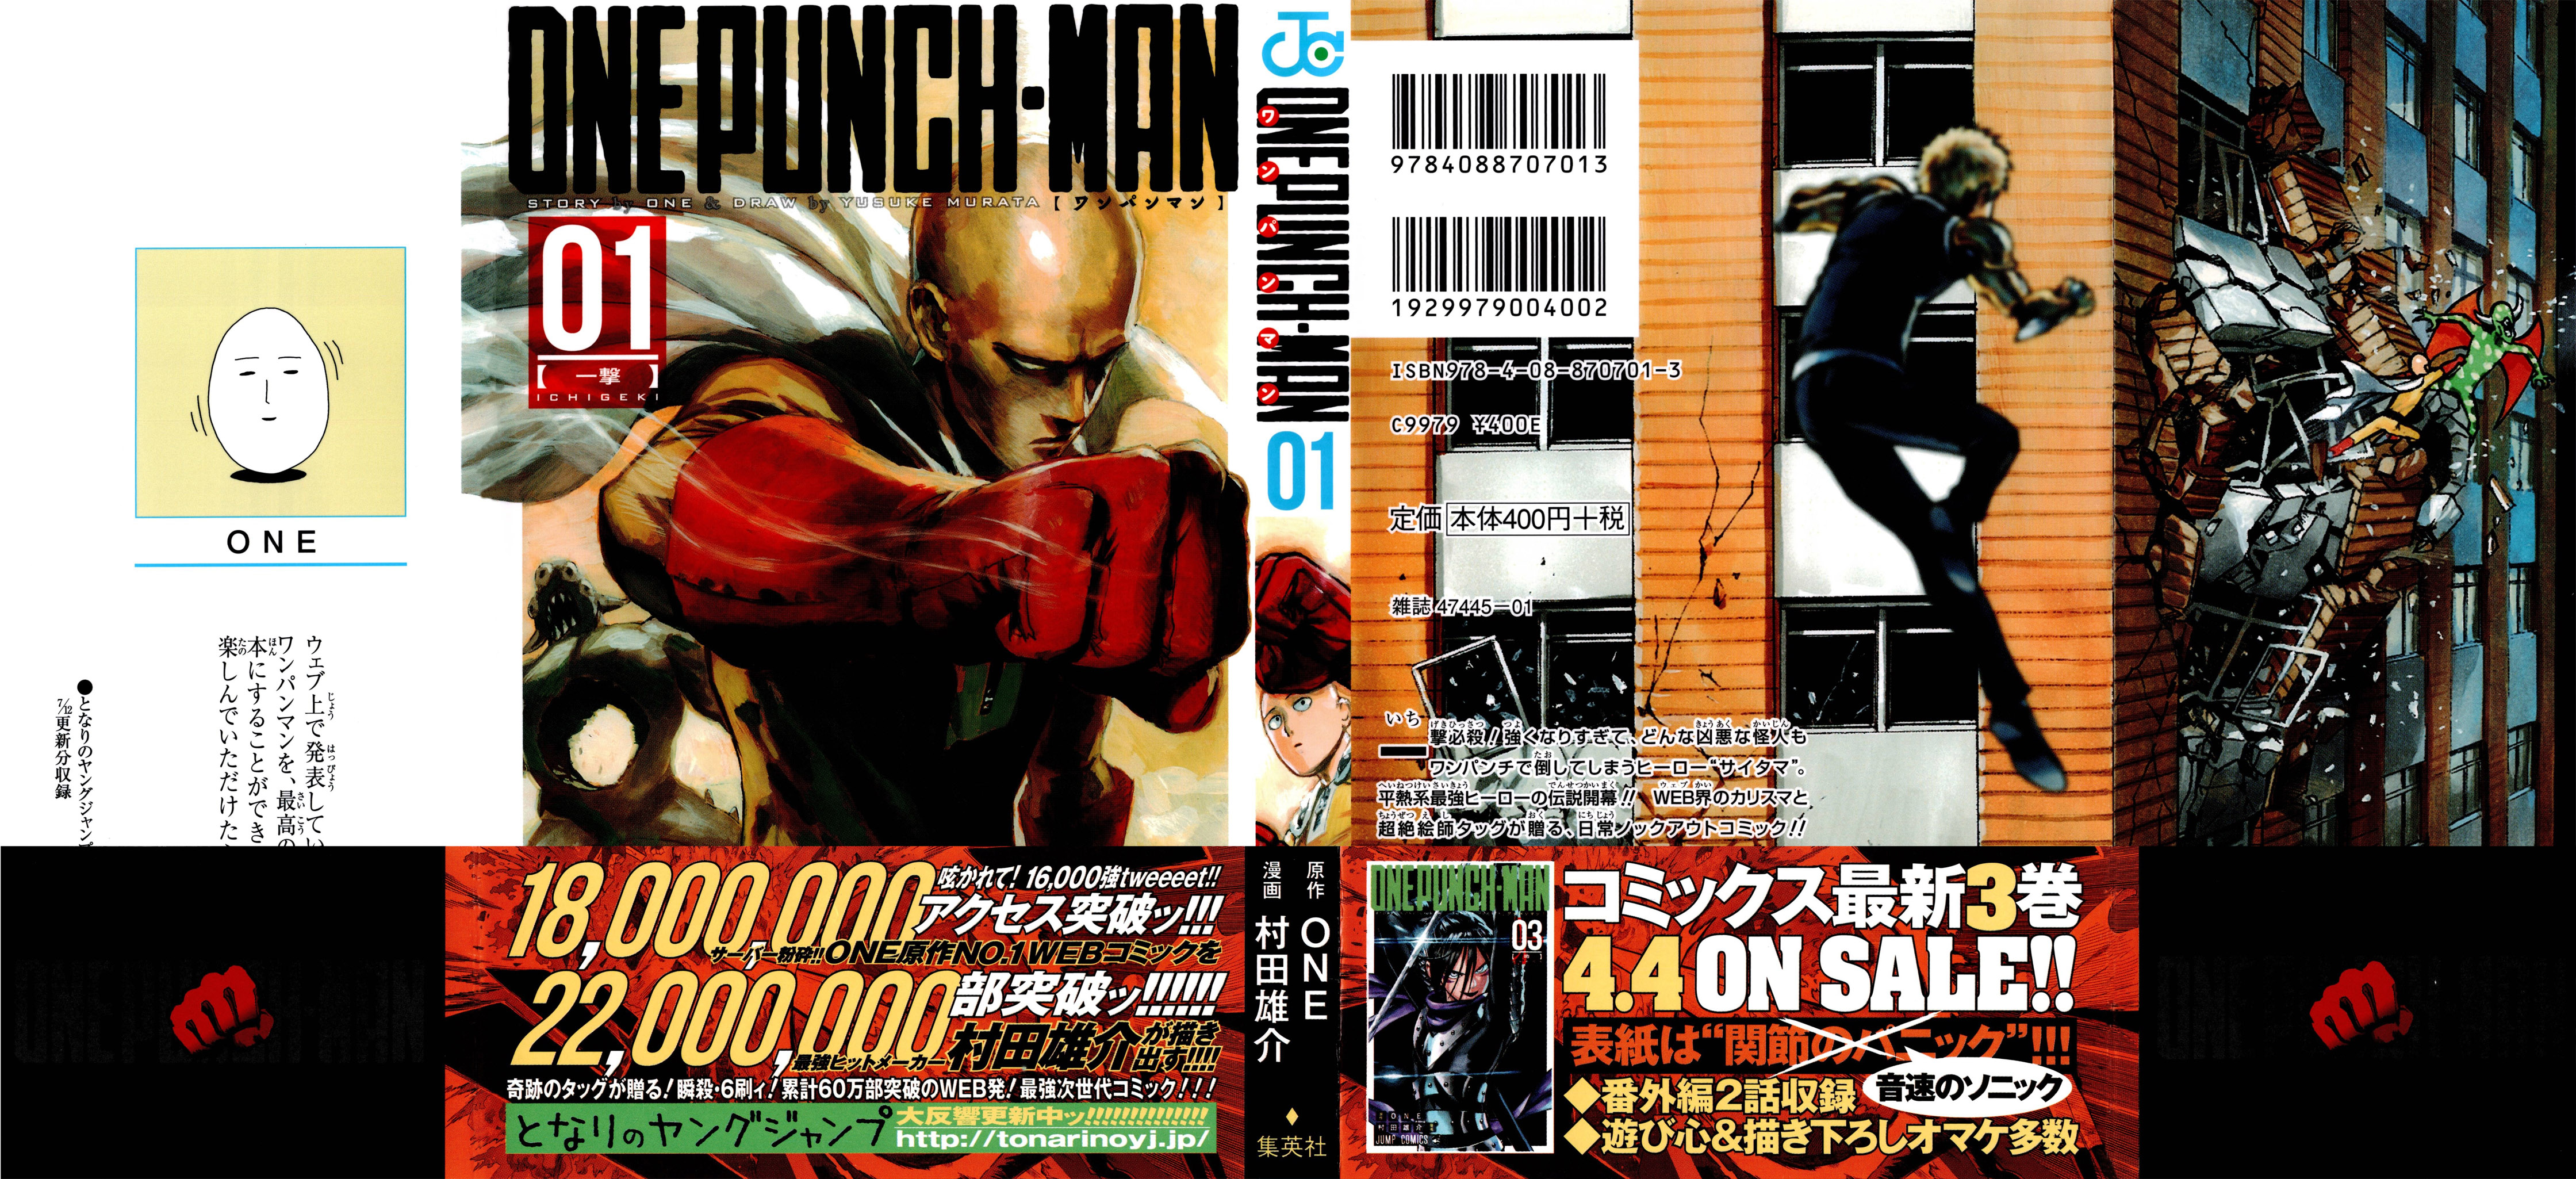 ONE
ウェブ上で発表してい
ワンパンマンを、最高の
本にすることができ
楽しんでいただけた
●となりのヤングジャンプ
7/12更新分収録
ONE PUNCH-MAN
STORY by ONE & DRAW by YUSUKE MURATA【ワンパンマン】
01
【一撃】
ICHIGEKI
JC
ONE PUNCH-MAN
ワンパンマン
01
9784088707013
1929979004002
ISBN978-4-08-870701-3
C9979 ¥400E
定価 本体400円+税
雑誌 47445-01
一撃必殺!強くなりすぎて、どんな凶悪な怪人も
ワンパンチで倒してしまうヒーロー“サイタマ”。
平熱系最強ヒーローの伝説開幕!! WEB界のカリスマと
超絶絵師タッグが贈る、日常ノックアウトコミック!!
18,000,000
呟かれて!16,000強tweeeet!!
アクセス突破ッ!!!
サーバー粉砕!!ONE原作NO.1WEBコミックを
22,000,000
部突破ッ!!!!!!
最強ヒットメーカー村田雄介が描き出す!!!!
奇跡のタッグが贈る!瞬殺・6刷ィ!累計60万部突破のWEB発!最強次世代コミック!!!
となりのヤングジャンプ
大反響更新中ッ!!!!!!!!!!!!!!
http://tonarinoyj.jp/
原作 ONE
漫画 村田雄介
集英社
ONE PUNCH-MAN
03
ONE
村田雄介
JUMP COMICS
コミックス最新3巻
4.4 ON SALE!!
表紙は“関節のパニック”!!!
音速のソニック
◆番外編2話収録
◆遊び心&描き下ろしオマケ多数
ONE PUNCH-MAN
ONE PUNCH-MAN